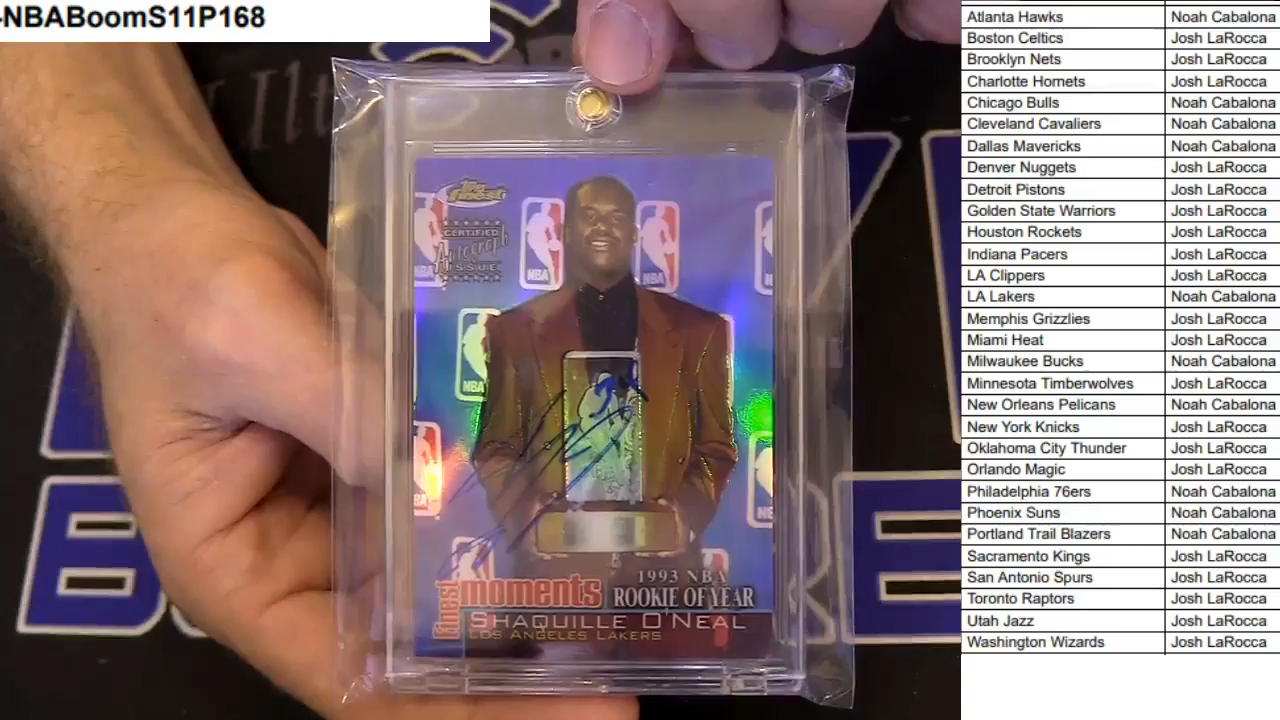 -NBABoomS11P168
Finest
CERTIFIED
Autograph
ISSUE
NBA
NBA
NBA
NBA
34
finest moments
1993 NBA
ROOKIE OF YEAR
SHAQUILLE O'NEAL
LOS ANGELES LAKERS
Atlanta Hawks Noah Cabalona
Boston Celtics Josh LaRocca
Brooklyn Nets Josh LaRocca
Charlotte Hornets Josh LaRocca
Chicago Bulls Noah Cabalona
Cleveland Cavaliers Noah Cabalona
Dallas Mavericks Noah Cabalona
Denver Nuggets Josh LaRocca
Detroit Pistons Josh LaRocca
Golden State Warriors Josh LaRocca
Houston Rockets Josh LaRocca
Indiana Pacers Josh LaRocca
LA Clippers Josh LaRocca
LA Lakers Noah Cabalona
Memphis Grizzlies Josh LaRocca
Miami Heat Josh LaRocca
Milwaukee Bucks Noah Cabalona
Minnesota Timberwolves Josh LaRocca
New Orleans Pelicans Noah Cabalona
New York Knicks Josh LaRocca
Oklahoma City Thunder Josh LaRocca
Orlando Magic Josh LaRocca
Philadelphia 76ers Noah Cabalona
Phoenix Suns Noah Cabalona
Portland Trail Blazers Noah Cabalona
Sacramento Kings Josh LaRocca
San Antonio Spurs Josh LaRocca
Toronto Raptors Josh LaRocca
Utah Jazz Josh LaRocca
Washington Wizards Josh LaRocca